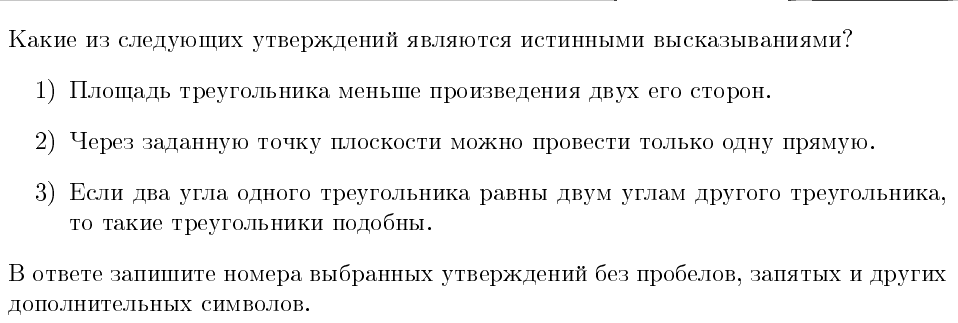 Какие из следующих утверждений являются истинными высказываниями?
1) Площадь треугольника меньше произведения двух его сторон.
2) Через заданную точку плоскости можно провести только одну прямую.
3) Если два угла одного треугольника равны двум углам другого треугольника,
то такие треугольники подобны.
В ответе запишите номера выбранных утверждений без пробелов, запятых и других
дополнительных символов.